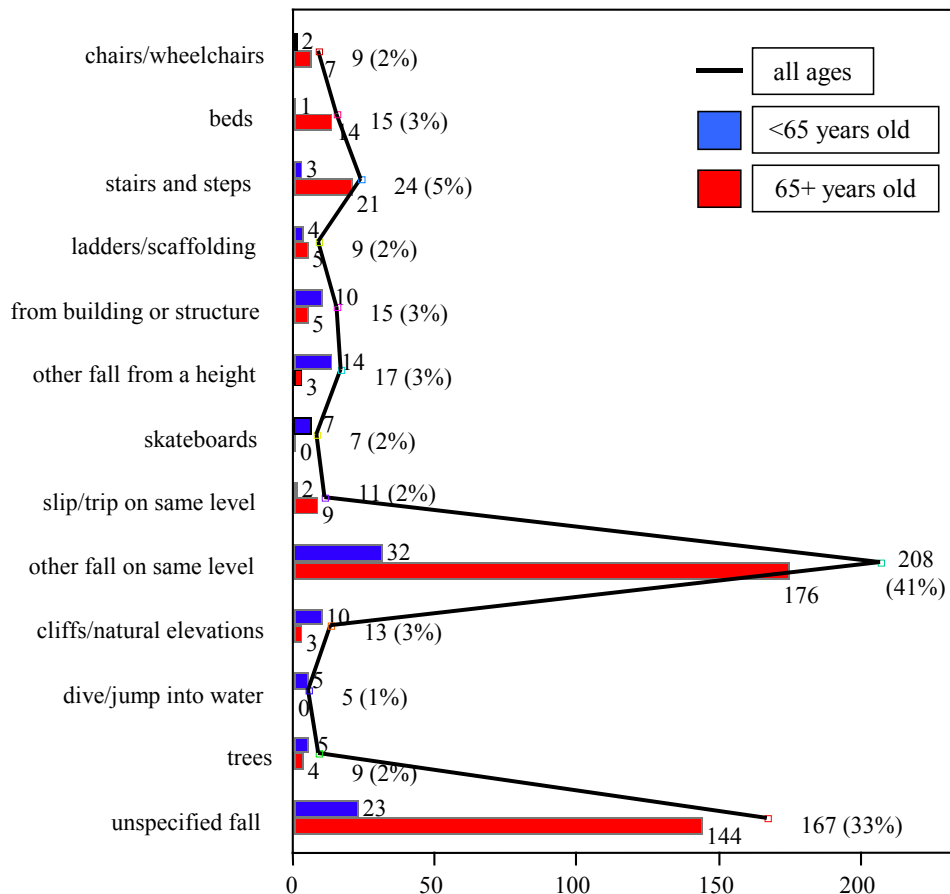 2
chairs/wheelchairs
7
9 (2%)
all ages
1
beds
14
15 (3%)
<65 years old
3
stairs and steps
21
24 (5%)
65+ years old
4
ladders/scaffolding
5
9 (2%)
10
from building or structure
5
15 (3%)
14
other fall from a height
3
17 (3%)
7
skateboards
0
7 (2%)
2
slip/trip on same level
9
11 (2%)
32
other fall on same level
176
208
(41%)
10
cliffs/natural elevations
3
13 (3%)
5
dive/jump into water
0
5 (1%)
5
trees
4
9 (2%)
23
unspecified fall
144
167 (33%)
0 50 100 150 200